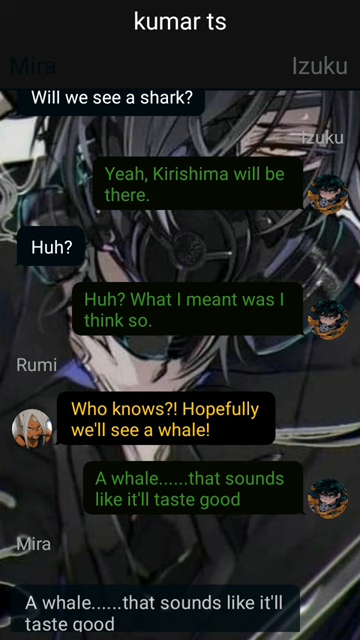 kumar ts
Mira
Izuku
Will we see a shark?
Izuku
Yeah, Kirishima will be
there.
Huh?
Huh? What I meant was I
think so.
Rumi
Who knows?! Hopefully
we'll see a whale!
A whale......that sounds
like it'll taste good
Mira
A whale......that sounds like it'll
taste good